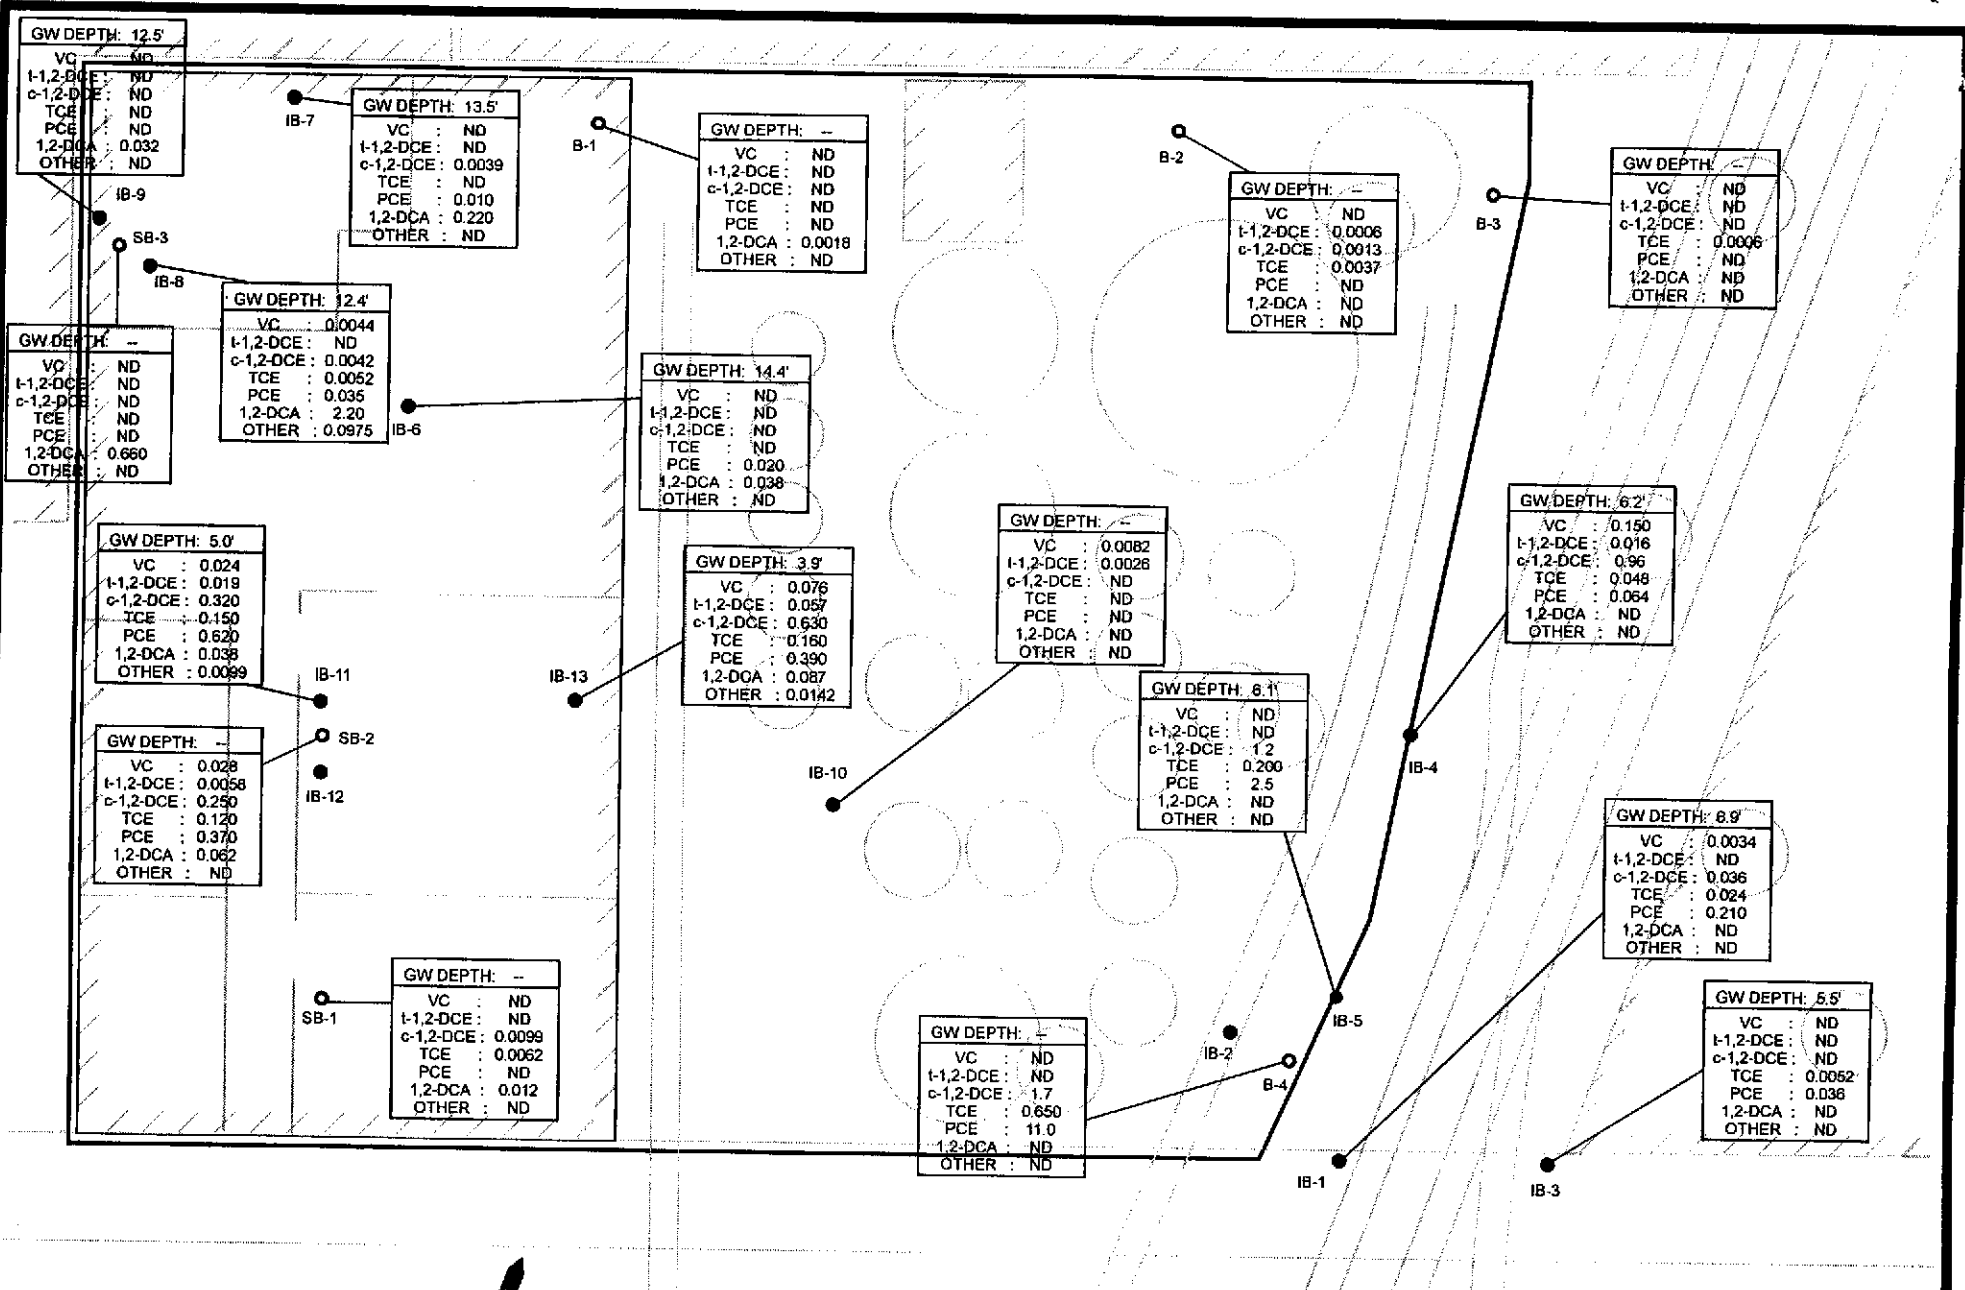 GW DEPTH: 12.5'
VC : ND
t-1,2-DCE : ND
c-1,2-DCE : ND
TCE : ND
PCE : ND
1,2-DCA : 0.032
OTHER : ND
IB-9
SB-3
IB-8
IB-7
GW DEPTH: 13.5'
VC : ND
t-1,2-DCE : ND
c-1,2-DCE : 0.0039
TCE : ND
PCE : 0.010
1,2-DCA : 0.220
OTHER : ND
B-1
GW DEPTH: --
VC : ND
t-1,2-DCE : ND
c-1,2-DCE : ND
TCE : ND
PCE : ND
1,2-DCA : 0.0018
OTHER : ND
B-2
GW DEPTH: --
VC ND
t-1,2-DCE : 0.0006
c-1,2-DCE : 0.0013
TCE : 0.0037
PCE : ND
1,2-DCA : ND
OTHER : ND
B-3
GW DEPTH: --
VC : ND
t-1,2-DCE : ND
c-1,2-DCE : ND
TCE : 0.0006
PCE : ND
1,2-DCA : ND
OTHER : ND
GW DEPTH: 12.4'
VC : 0.0044
t-1,2-DCE : ND
c-1,2-DCE : 0.0042
TCE : 0.0052
PCE : 0.035
1,2-DCA : 2.20
OTHER : 0.0975
GW DEPTH: --
VC : ND
t-1,2-DCE : ND
c-1,2-DCE : ND
TCE : ND
PCE : ND
1,2-DCA : 0.660
OTHER : ND
IB-6
GW DEPTH: 14.4'
VC : ND
t-1,2-DCE : ND
c-1,2-DCE : ND
TCE : ND
PCE : 0.020
1,2-DCA : 0.038
OTHER : ND
GW DEPTH: 5.0'
VC : 0.024
t-1,2-DCE : 0.019
c-1,2-DCE : 0.320
TCE : 0.150
PCE : 0.620
1,2-DCA : 0.038
OTHER : 0.0099
IB-11
SB-2
IB-12
GW DEPTH: --
VC : 0.028
t-1,2-DCE : 0.0058
c-1,2-DCE : 0.250
TCE : 0.120
PCE : 0.370
1,2-DCA : 0.062
OTHER : ND
IB-13
GW DEPTH: 3.9'
VC : 0.076
t-1,2-DCE : 0.057
c-1,2-DCE : 0.630
TCE : 0.160
PCE : 0.390
1,2-DCA : 0.087
OTHER : 0.0142
GW DEPTH: --
VC : 0.0082
t-1,2-DCE : 0.0026
c-1,2-DCE : ND
TCE : ND
PCE : ND
1,2-DCA : ND
OTHER : ND
IB-10
GW DEPTH: 6.1'
VC : ND
t-1,2-DCE : ND
c-1,2-DCE : 1.2
TCE : 0.200
PCE : 2.5
1,2-DCA : ND
OTHER : ND
GW DEPTH: 6.2'
VC : 0.150
t-1,2-DCE : 0.016
c-1,2-DCE : 0.96
TCE : 0.048
PCE : 0.064
1,2-DCA : ND
OTHER : ND
IB-4
GW DEPTH: 6.9'
VC : 0.0034
t-1,2-DCE : ND
c-1,2-DCE : 0.036
TCE : 0.024
PCE : 0.210
1,2-DCA : ND
OTHER : ND
SB-1
GW DEPTH: --
VC : ND
t-1,2-DCE : ND
c-1,2-DCE : 0.0099
TCE : 0.0062
PCE : ND
1,2-DCA : 0.012
OTHER : ND
GW DEPTH: --
VC : ND
t-1,2-DCE : ND
c-1,2-DCE : 1.7
TCE : 0.650
PCE : 11.0
1,2-DCA : ND
OTHER : ND
IB-5
IB-2
B-4
GW DEPTH: 5.5'
VC : ND
t-1,2-DCE : ND
c-1,2-DCE : ND
TCE : 0.0052
PCE : 0.036
1,2-DCA : ND
OTHER : ND
IB-1
IB-3